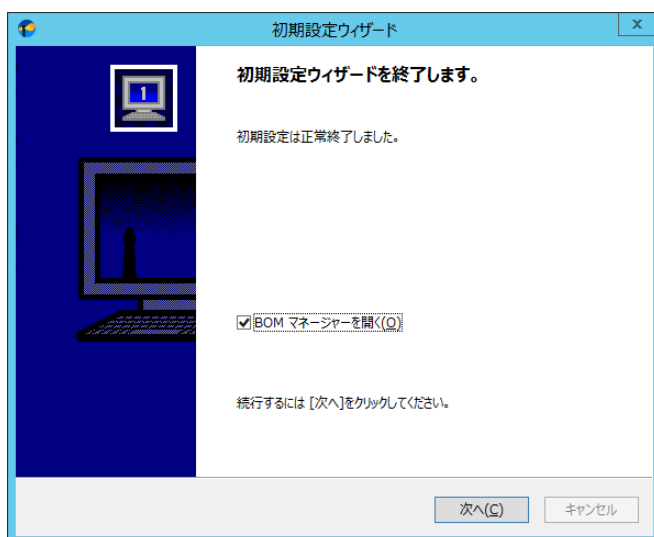 初期設定ウィザード
x
初期設定ウィザードを終了します。
1
初期設定は正常終了しました。
BOM マネージャーを開く(O)
続行するには [次へ]をクリックしてください。
次へ(C)
キャンセル